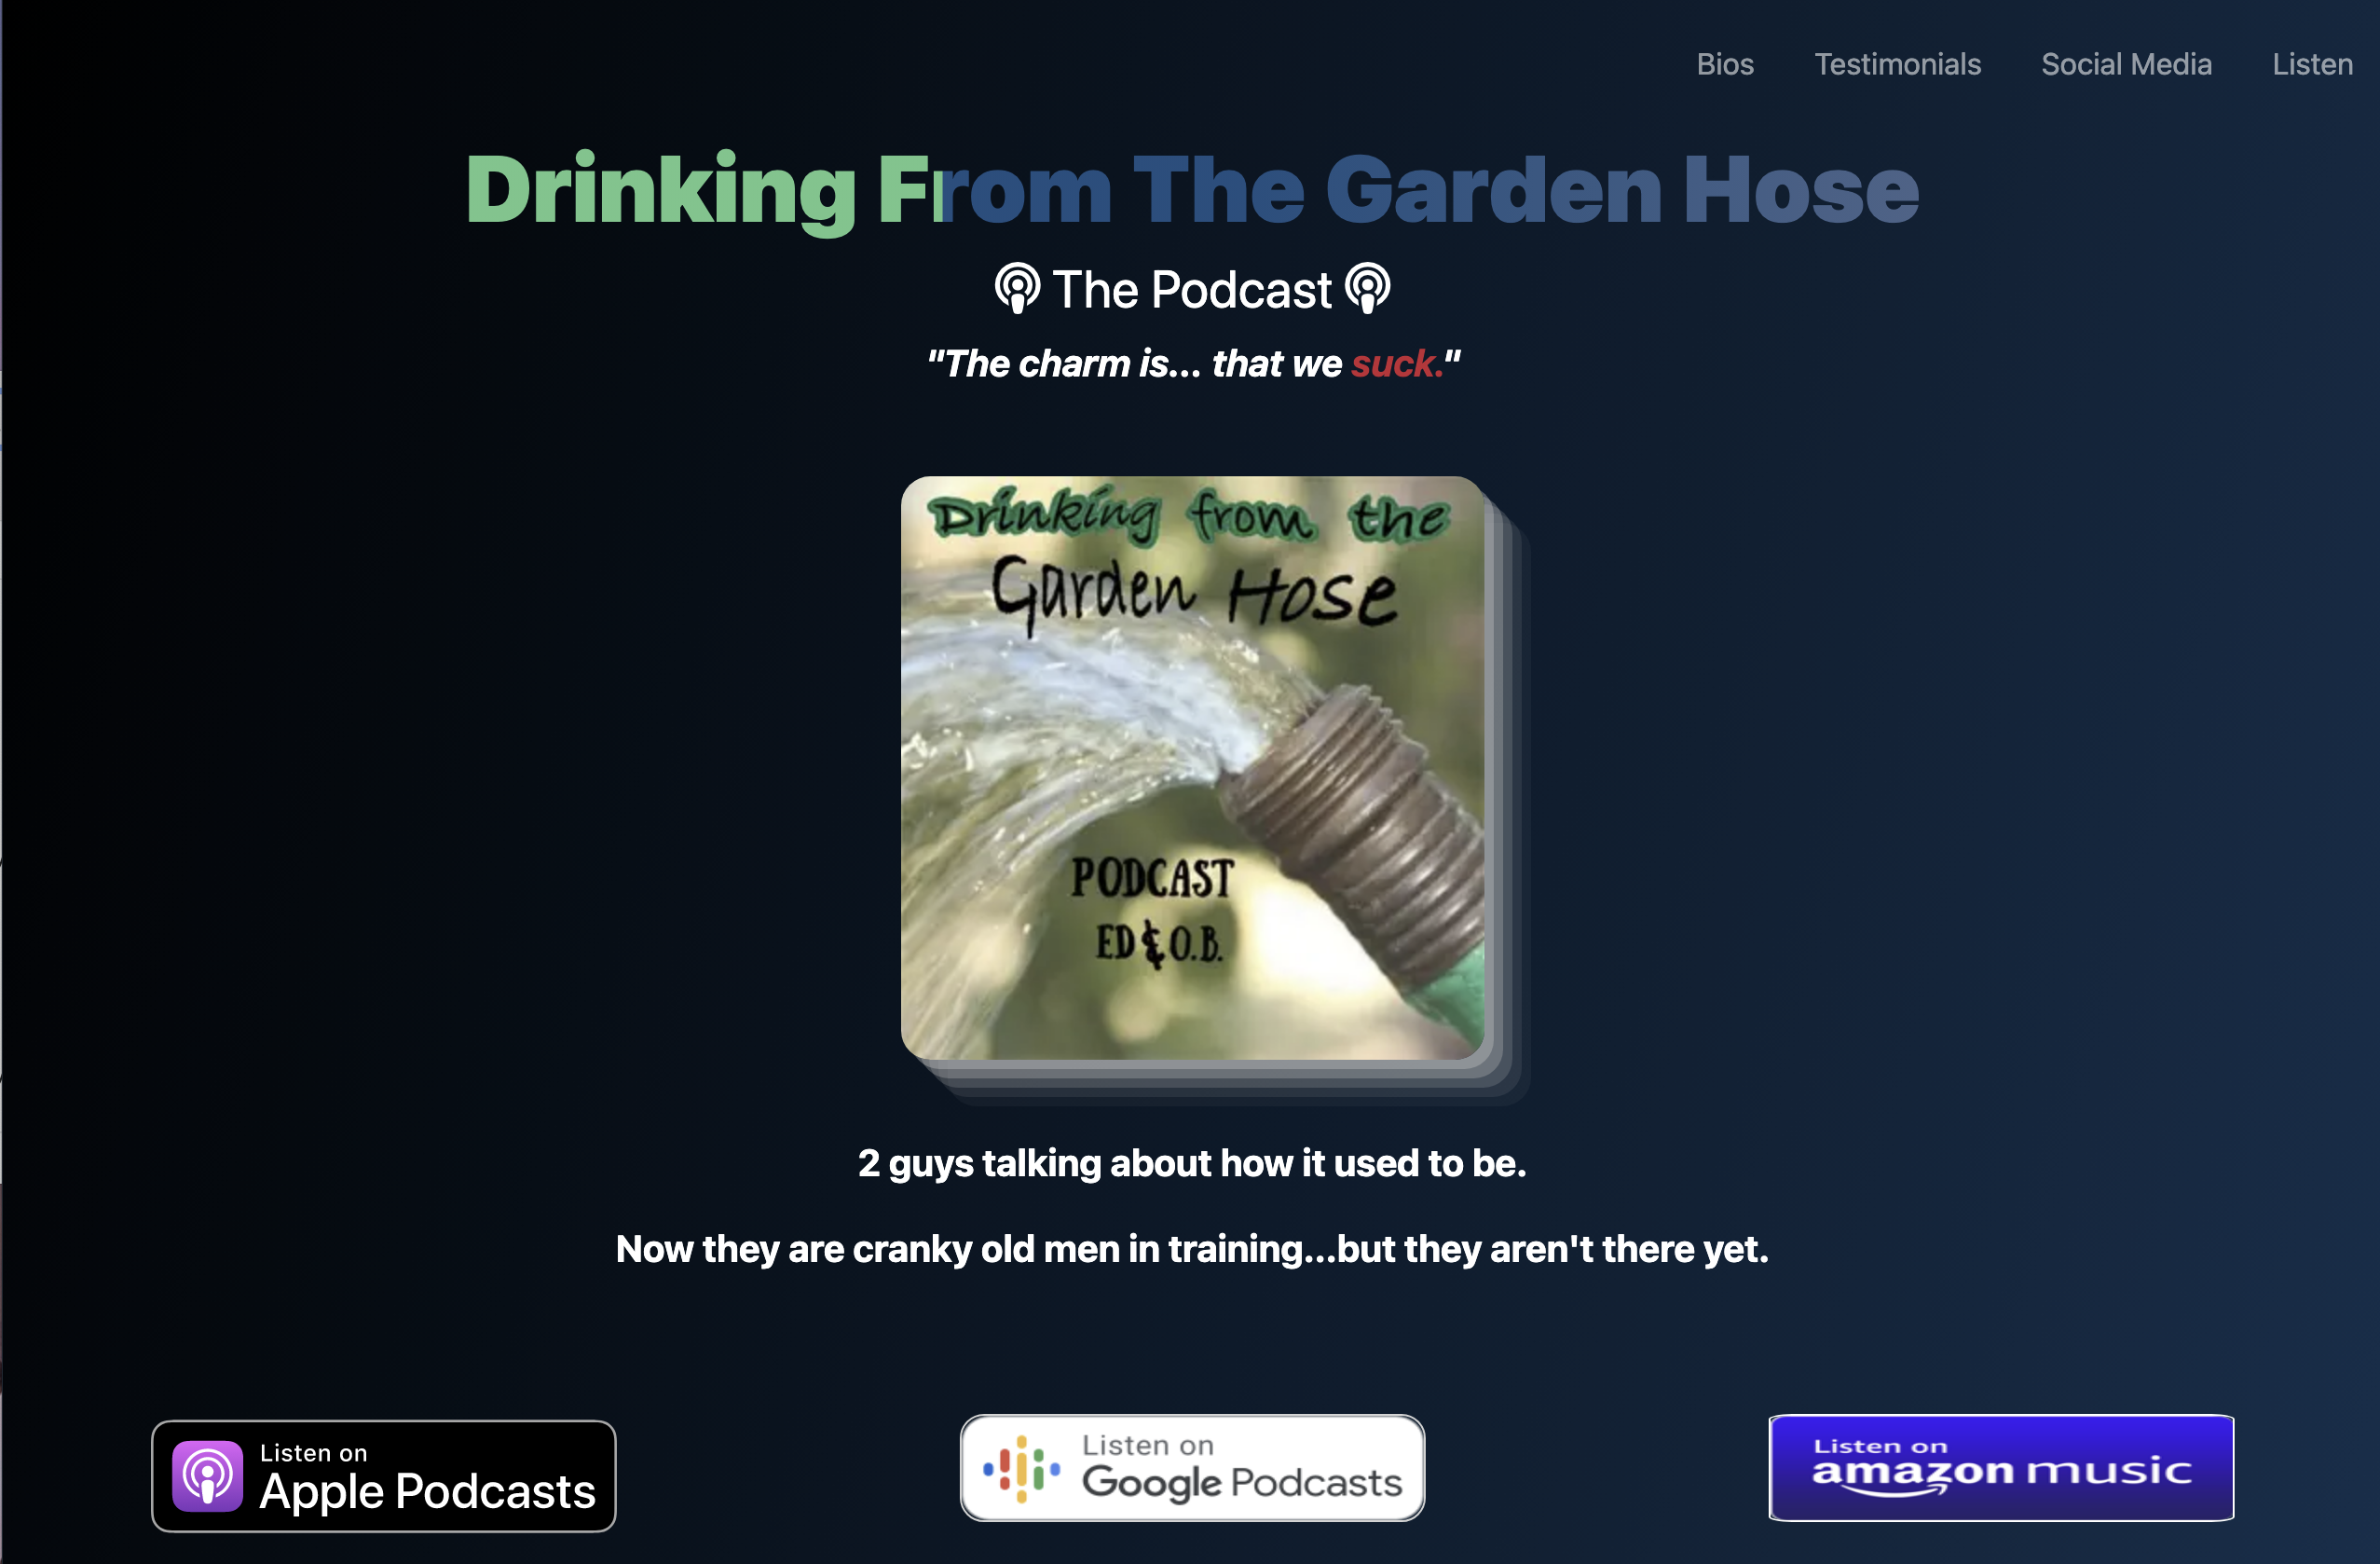 Bios Testimonials Social Media Listen
Drinking From The Garden Hose
The Podcast
"The charm is... that we suck."
Drinking from the
Garden Hose
PODCAST
ED & O.B.
2 guys talking about how it used to be.
Now they are cranky old men in training...but they aren't there yet.
Listen on
Apple Podcasts
Listen on
Google Podcasts
Listen on
amazon music